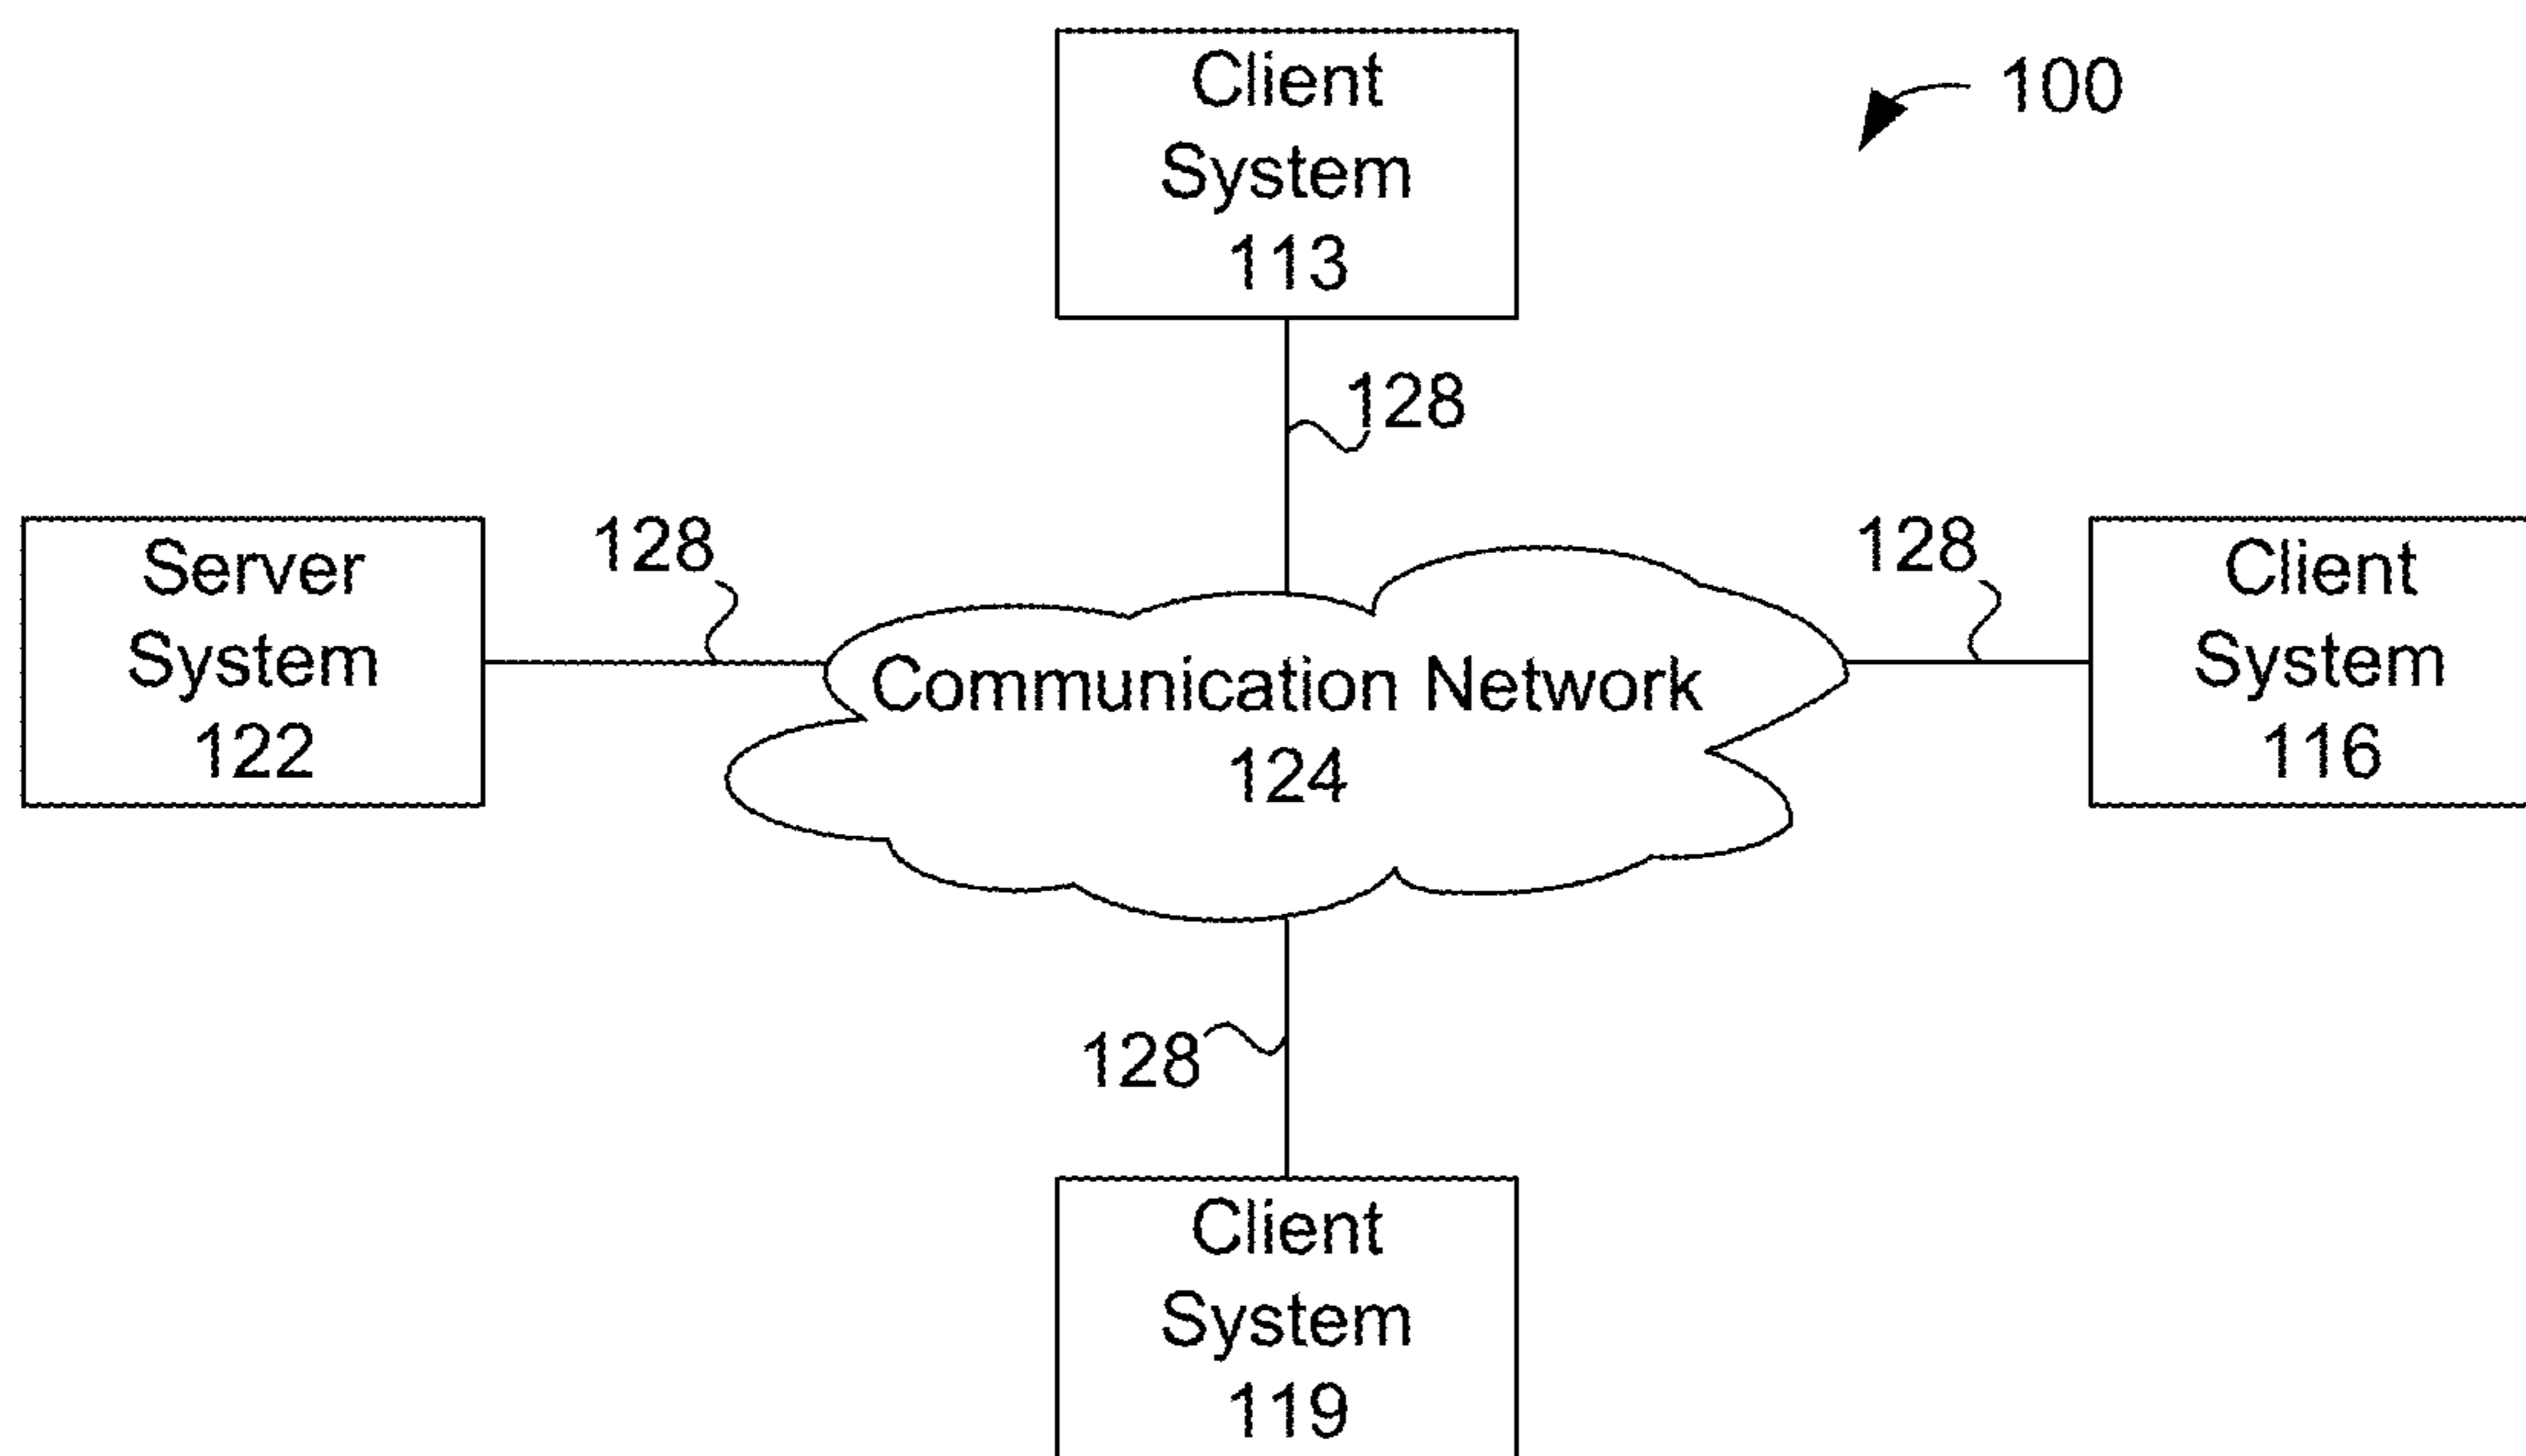 Client
System
113
100
128
Server
System
122
128
Communication Network
124
128
Client
System
116
128
Client
System
119